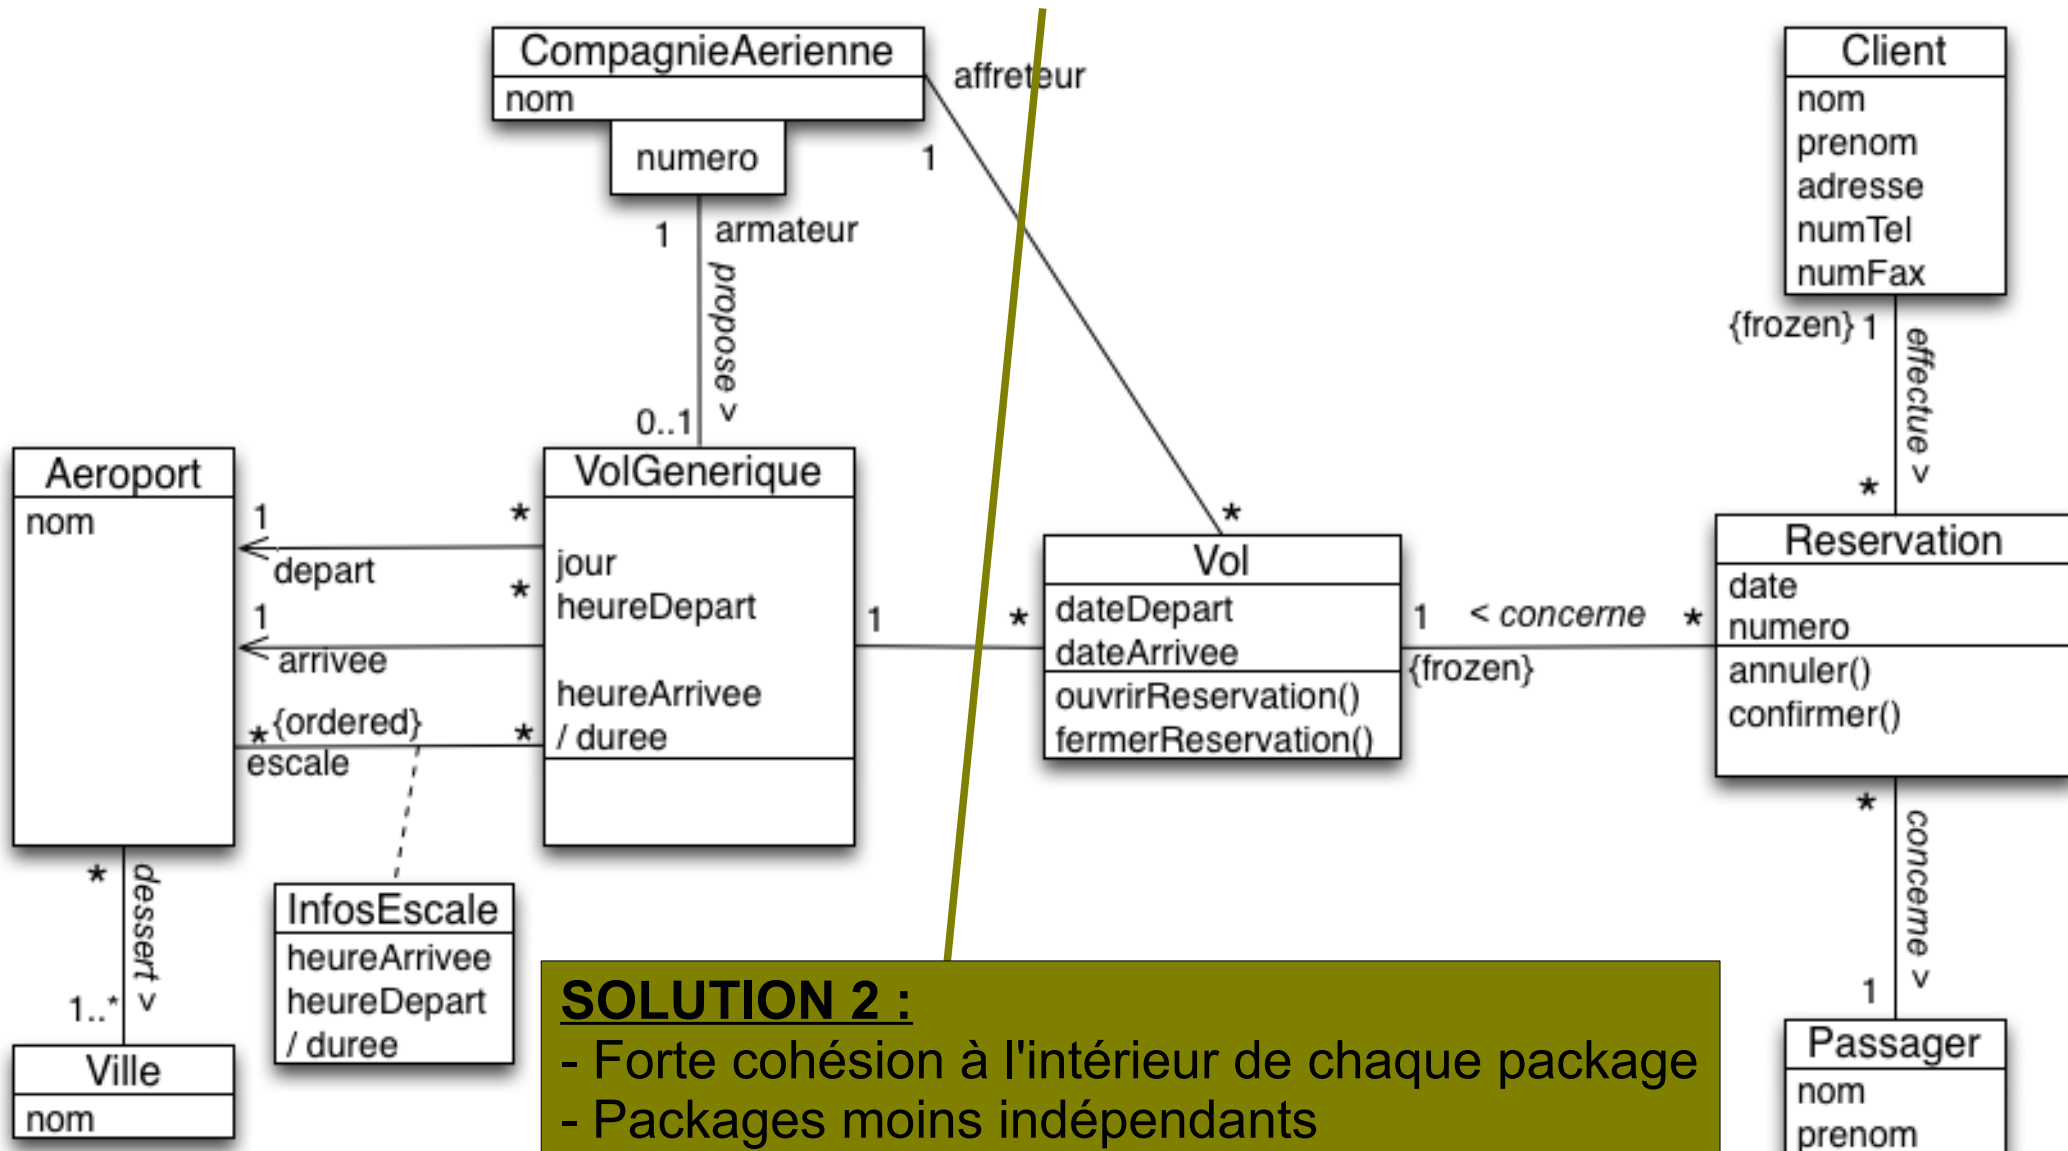 CompagnieAerienne
nom
numero
affreteur
1
1
armateur
propose >
0..1
Client
nom
prenom
adresse
numTel
numFax
{frozen} 1
effectue >
*
Aeroport
nom
1
depart
*
1
arrivee
*
* {ordered}
escale
*
VolGenerique
jour
heureDepart
heureArrivee
/ duree
1
*
*
Vol
dateDepart
dateArrivee
ouvrirReservation()
fermerReservation()
1
< concerne
*
{frozen}
Reservation
date
numero
annuler()
confirmer()
*
concerne >
1
*
dessert >
1..*
Ville
nom
InfosEscale
heureArrivee
heureDepart
/ duree
SOLUTION 2 :
- Forte cohésion à l'intérieur de chaque package
- Packages moins indépendants
Passager
nom
prenom